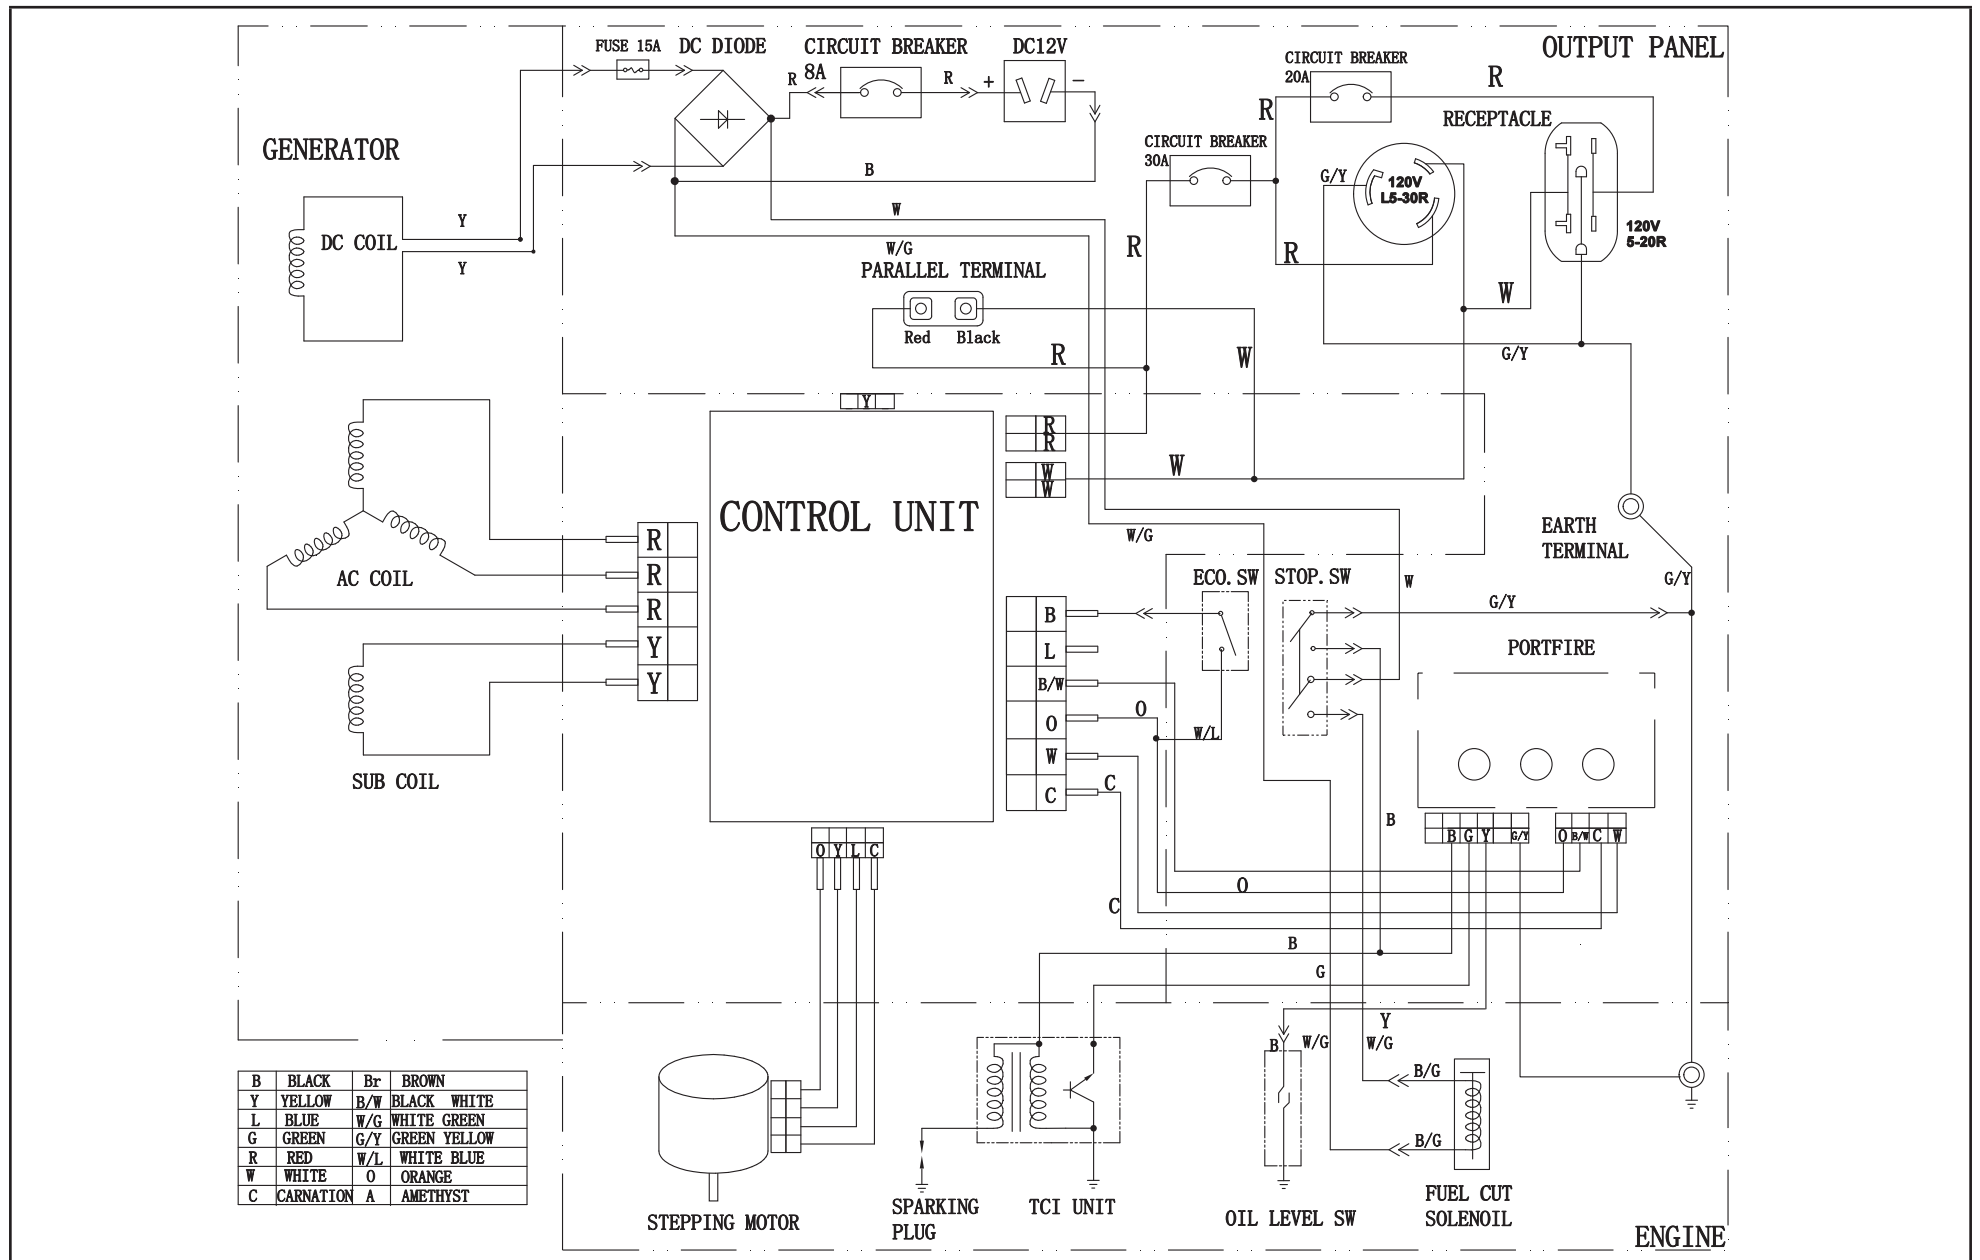 FUSE 15A
DC DIODE
CIRCUIT BREAKER
8A
DC12V
OUTPUT PANEL
CIRCUIT BREAKER
20A
R
R
R
+
−
R
RECEPTACLE
GENERATOR
CIRCUIT BREAKER
30A
B
G/Y
120V
L5-30R
W
120V
5-20R
Y
DC COIL
Y
W/G
R
R
PARALLEL TERMINAL
W
Red
Black
R
W
G/Y
Y
R
R
W
W
W
CONTROL UNIT
EARTH
TERMINAL
W/G
R
R
R
Y
Y
AC COIL
ECO.SW
STOP.SW
W
G/Y
G/Y
B
L
B/W
O
W
C
O
W/L
C
PORTFIRE
SUB COIL
B
B
G
Y
G/Y
O
B/W
C
W
O
Y
L
C
O
C
B
G
Y
B
W/G
W/G
B/G
B/G
B BLACK Br BROWN
Y YELLOW B/W BLACK WHITE
L BLUE W/G WHITE GREEN
G GREEN G/Y GREEN YELLOW
R RED W/L WHITE BLUE
W WHITE O ORANGE
C CARNATION A AMETHYST
STEPPING MOTOR
SPARKING
PLUG
TCI UNIT
OIL LEVEL SW
FUEL CUT
SOLENOIL
ENGINE